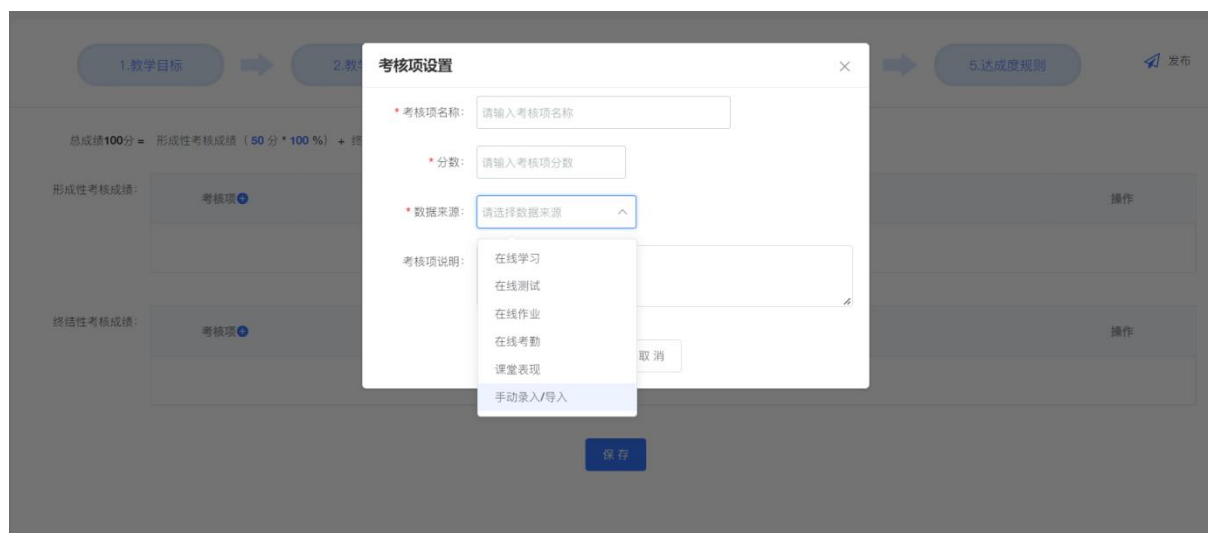 1.教学目标
2.教
5.达成度规则
发布
考核项设置
* 考核项名称:
请输入考核项名称
总成绩100分 = 形成性考核成绩（50 分 * 100 %） + 终
* 分数:
请输入考核项分数
形成性考核成绩:
考核项
操作
* 数据来源:
请选择数据来源
考核项说明:
在线学习
在线测试
在线作业
在线考勤
课堂表现
手动录入/导入
取 消
终结性考核成绩:
考核项
操作
保 存